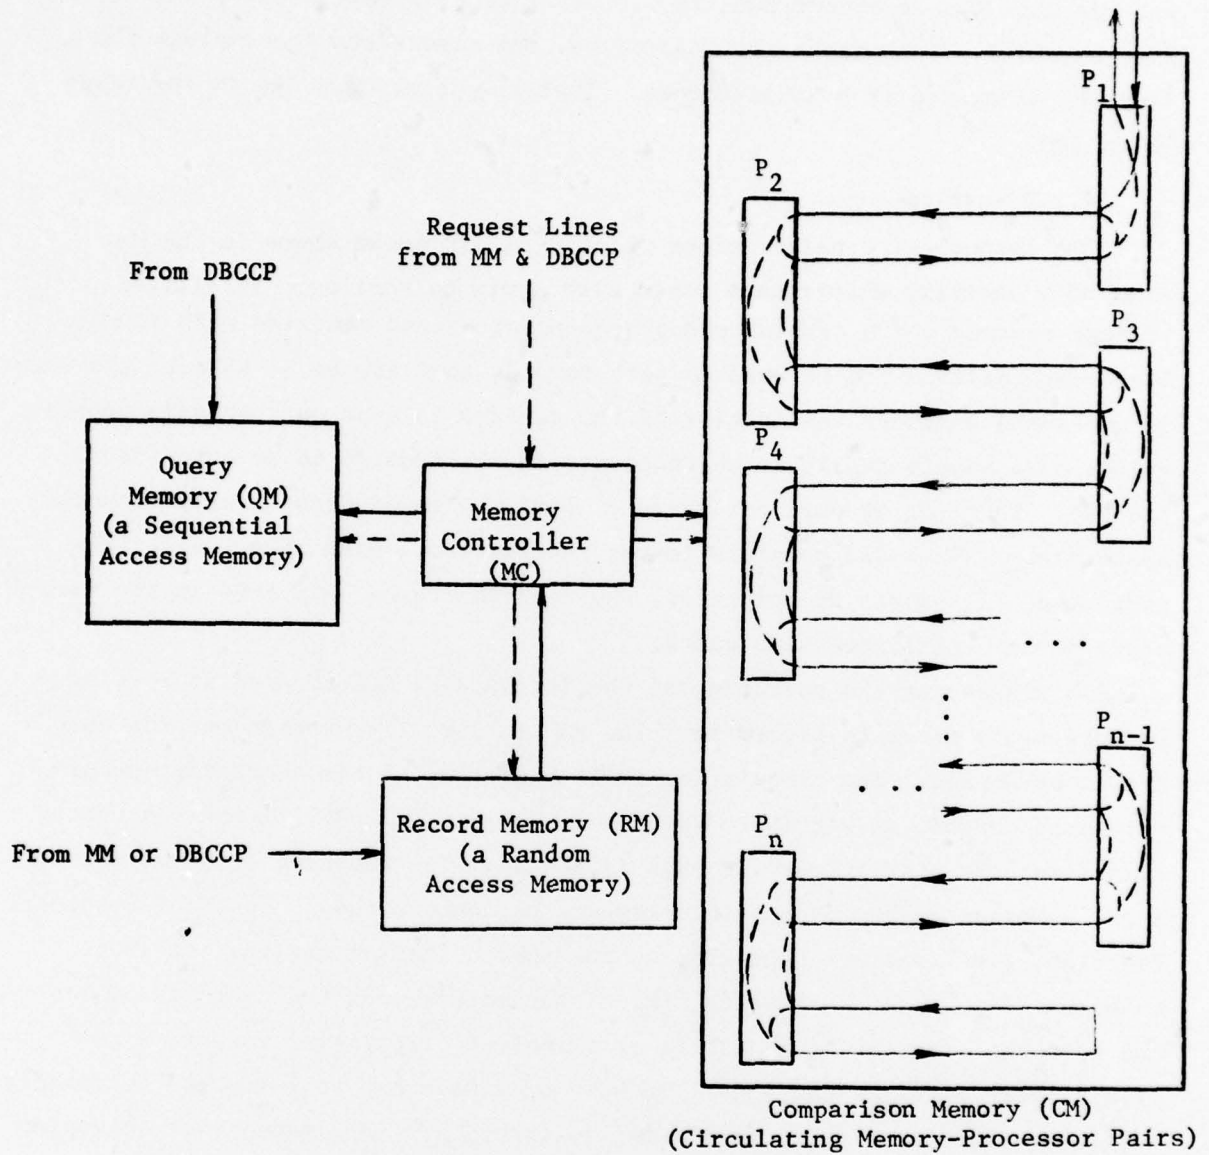 P1
P2
Request Lines
from MM & DBCCP
From DBCCP
P3
P4
Query
Memory (QM)
(a Sequential
Access Memory)
Memory
Controller
(MC)
. . .
Pn-1
. . .
Record Memory (RM)
(a Random
Access Memory)
From MM or DBCCP
Pn
Comparison Memory (CM)
(Circulating Memory-Processor Pairs)